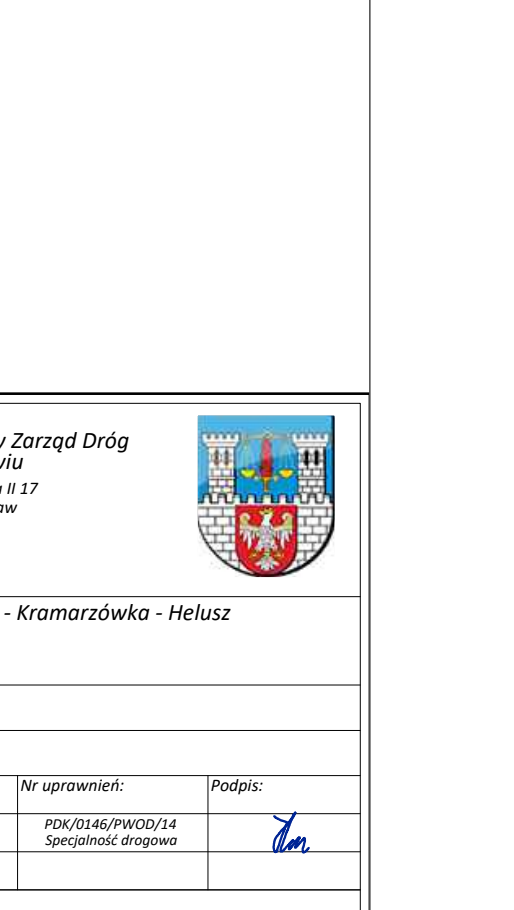 Zarząd Dróg
wiu
II 17
aw
- Kramarzówka - Helusz
Nr uprawnień:
Podpis:
PDK/0146/PWOD/14
Specjalność drogowa